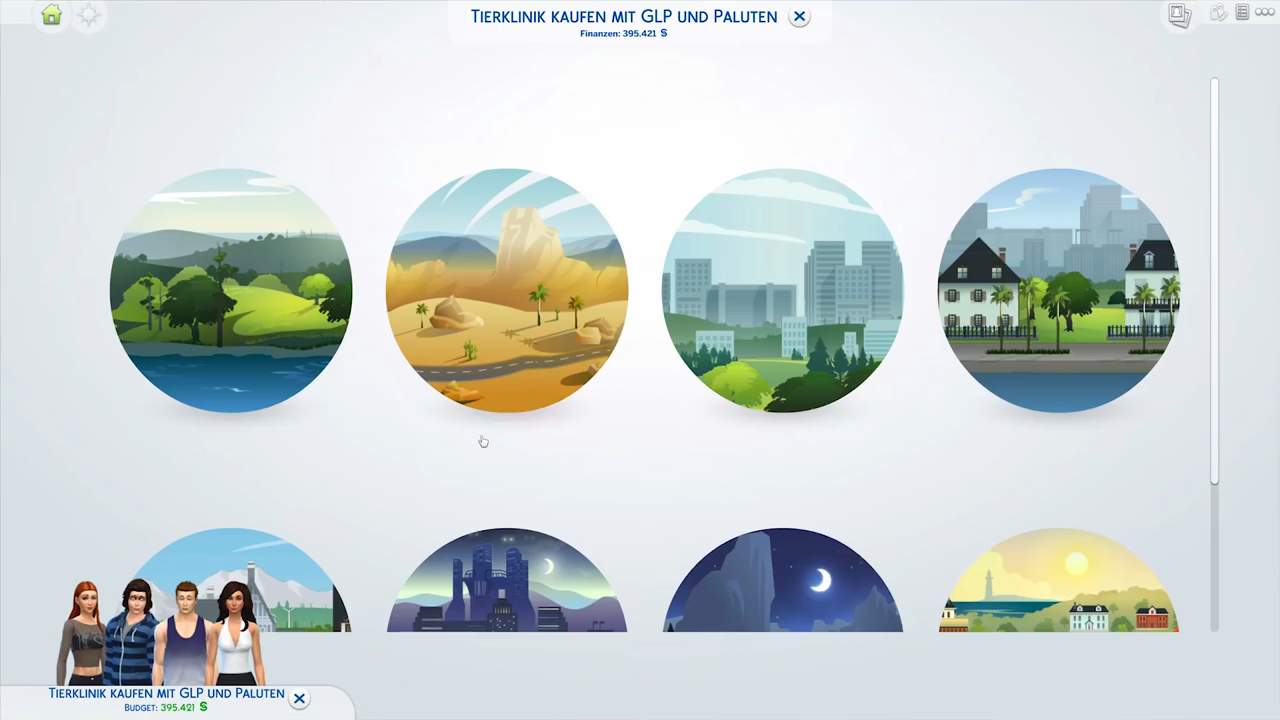 Tierklinik kaufen mit GLP und Paluten
Finanzen: 395.421 $
Tierklinik kaufen mit GLP und Paluten
Budget: 395.421 $